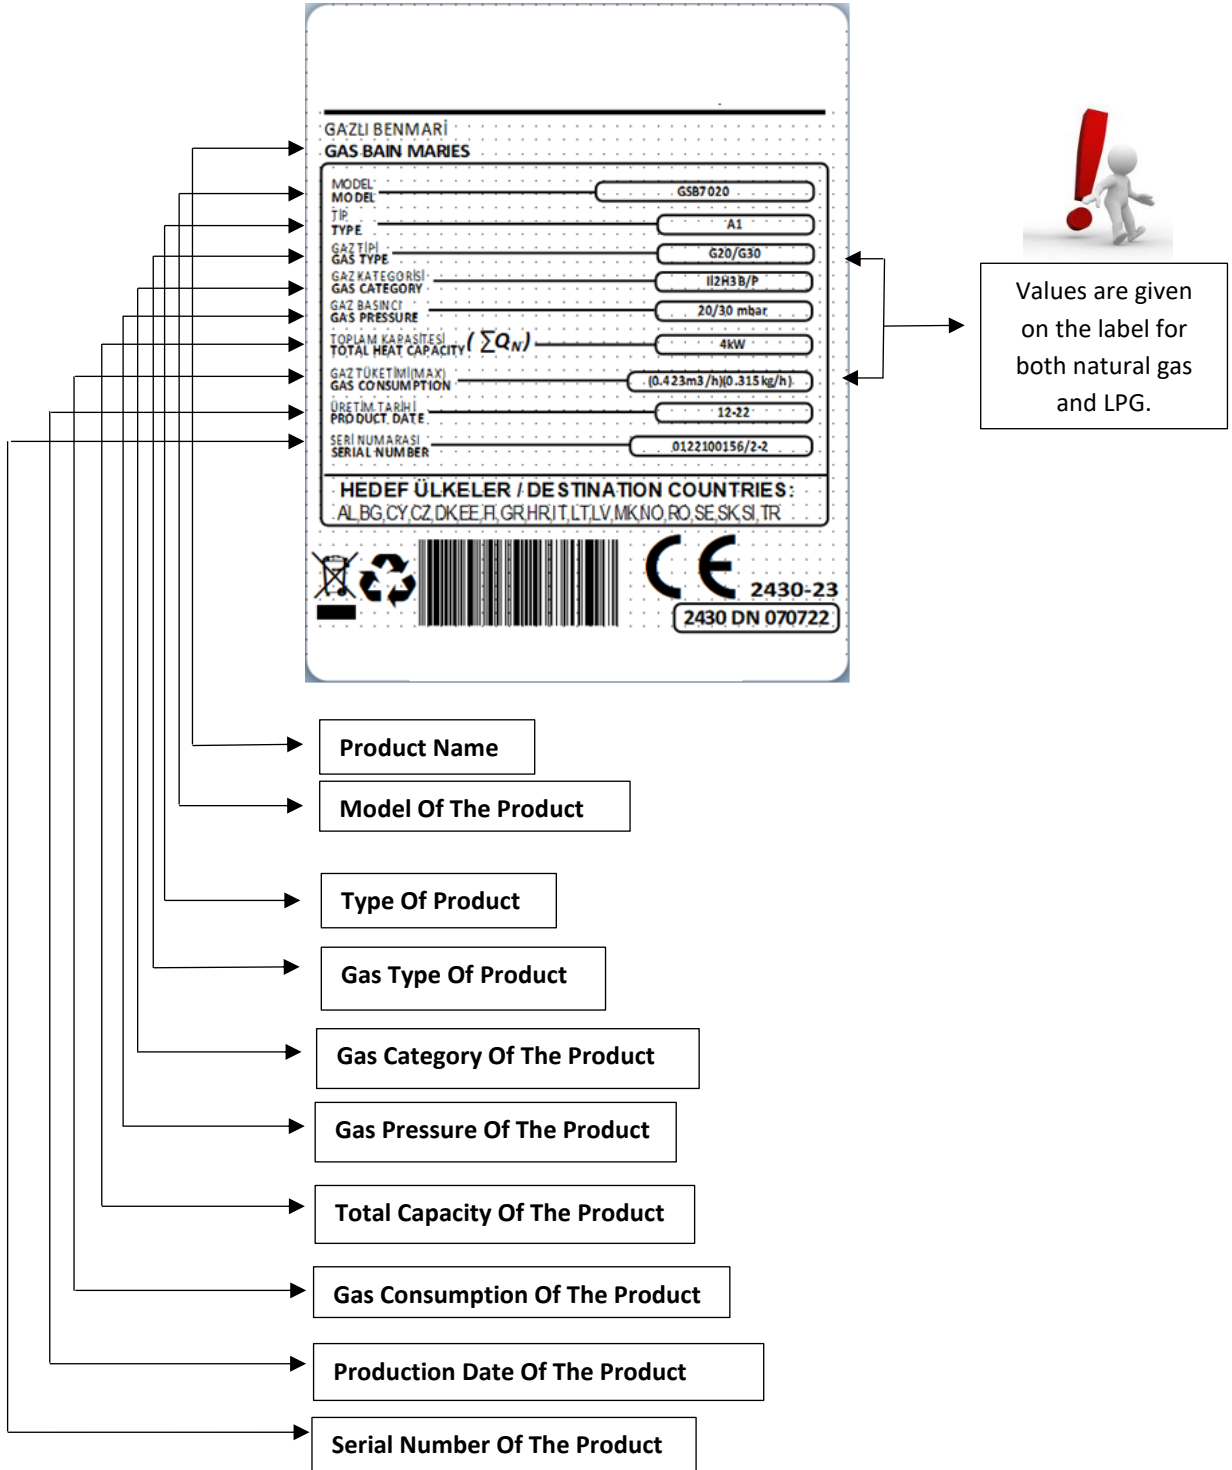 GAZLI BENMARİ
GAS BAIN MARIES
MODEL
MODEL
GSB7020
TİP
TYPE
A1
GAZ TİPİ
GAS TYPE
G20/G30
GAZ KATEGORİSİ
GAS CATEGORY
II2H3B/P
GAZ BASINCI
GAS PRESSURE
20/30 mbar
TOPLAM KAPASİTESİ
TOTAL HEAT CAPACITY ( ∑QN)
4kW
GAZ TÜKETİMİ(MAX)
GAS CONSUMPTION
(0.423m3/h)(0.315kg/h)
ÜRETİM TARİHİ
PRODUCT DATE
12-22
SERİ NUMARASI
SERIAL NUMBER
0122100156/2-2
HEDEF ÜLKELER / DESTINATION COUNTRIES:
AL,BG,CY,CZ,DK,EE,FI,GR,HR,IT,LT,LV,MK,NO,RO,SE,SK,SI,TR
CE
2430-23
2430 DN 070722
Values are given
on the label for
both natural gas
and LPG.
Product Name
Model Of The Product
Type Of Product
Gas Type Of Product
Gas Category Of The Product
Gas Pressure Of The Product
Total Capacity Of The Product
Gas Consumption Of The Product
Production Date Of The Product
Serial Number Of The Product